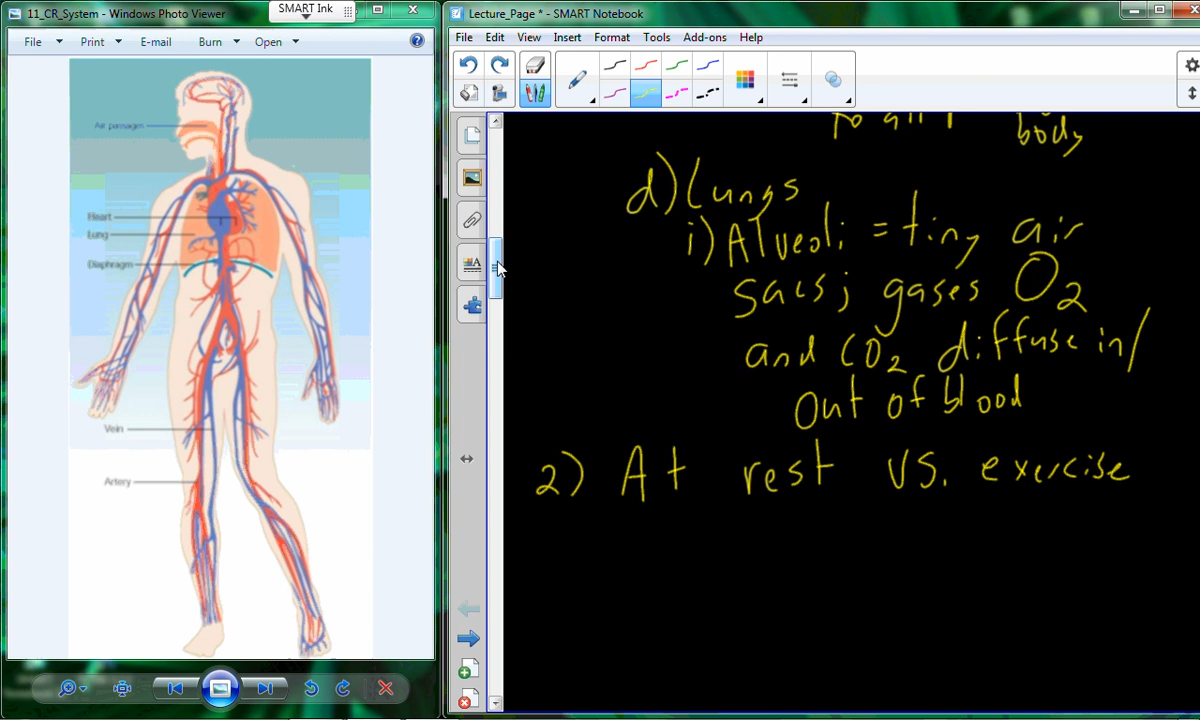 11_CR_System - Windows Photo Viewer
SMART Ink
File Print E-mail Burn Open
Air passages
Heart
Lung
Diaphragm
Vein
Artery
Lecture_Page * - SMART Notebook
File Edit View Insert Format Tools Add-ons Help
to all
body
d) Lungs
i) Alveoli = tiny air
sacs; gases O2
and CO2 diffuse in/
out of blood
2) At rest vs. exercise